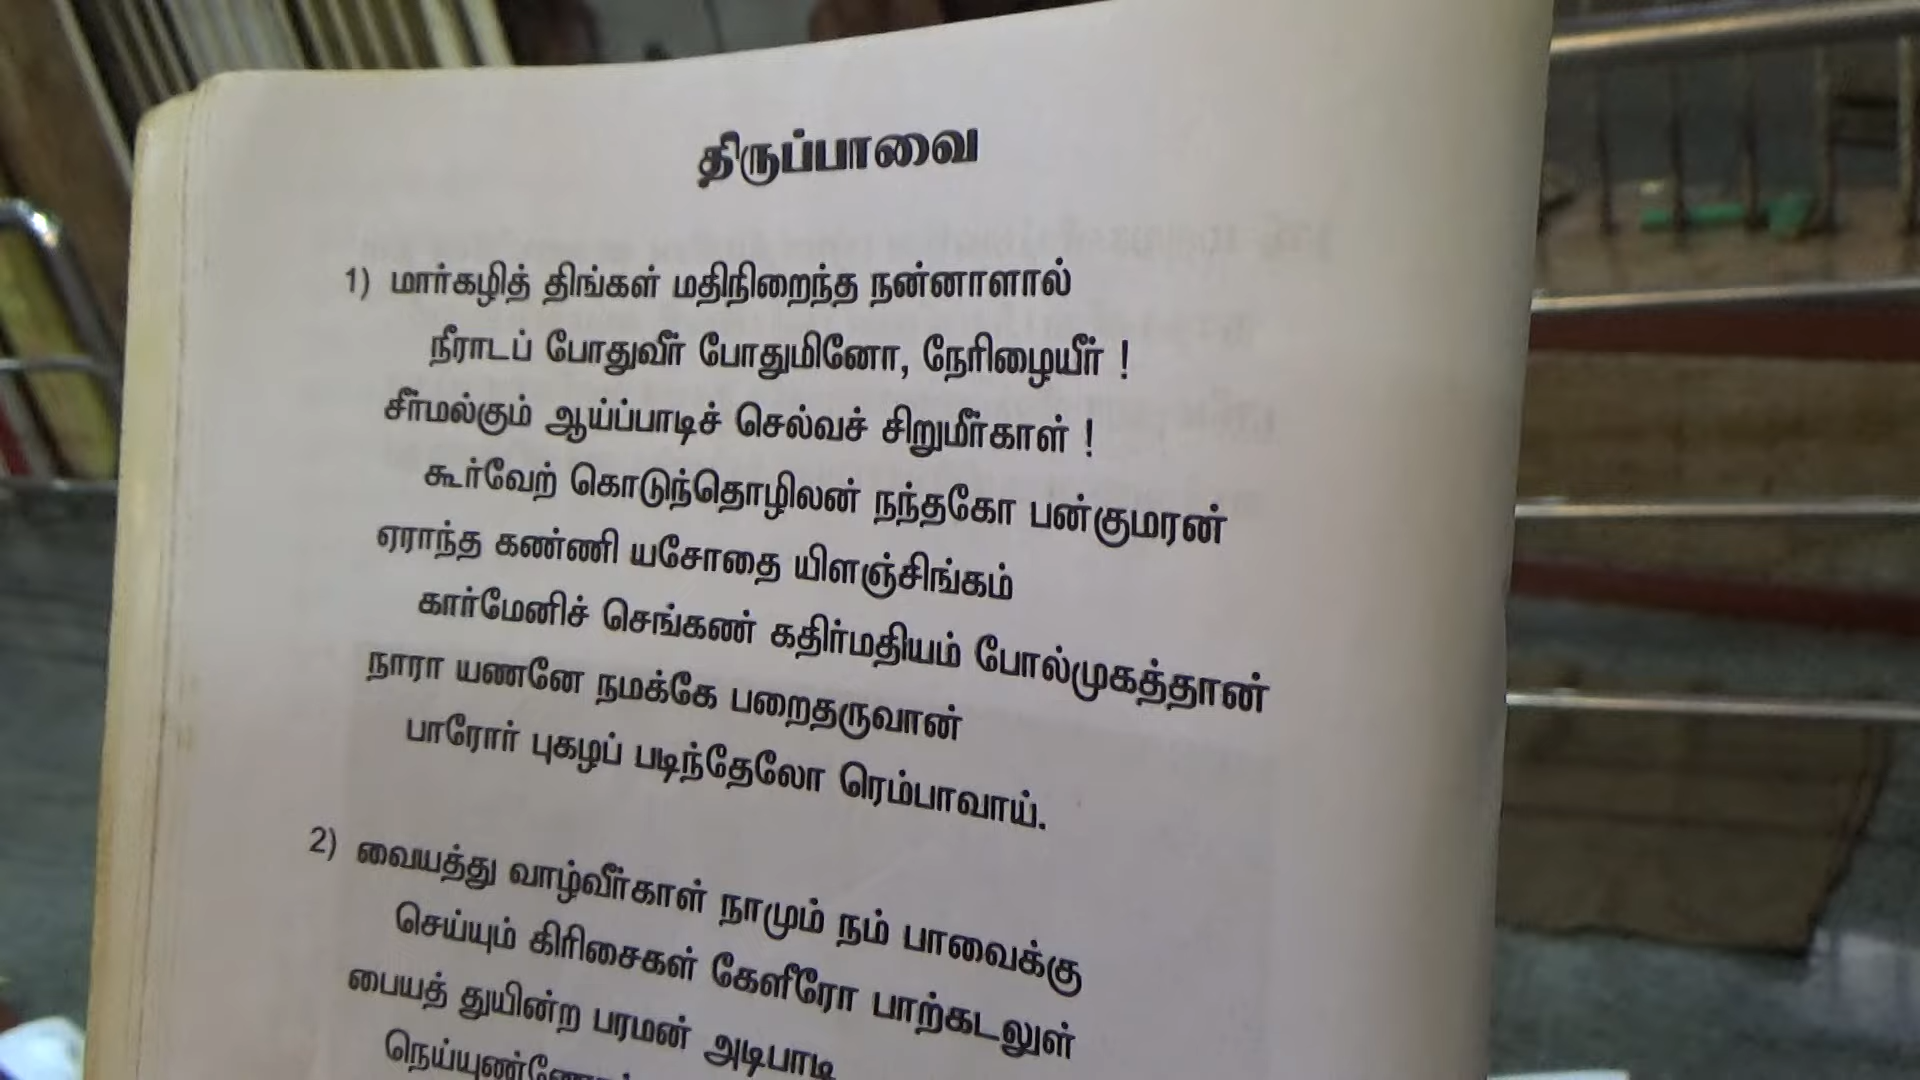 திருப்பாவை
1) மார்கழித் திங்கள் மதிநிறைந்த நன்னாளால்
நீராடப் போதுவீர் போதுமினோ, நேரிழையீர் !
சீர்மல்கும் ஆய்ப்பாடிச் செல்வச் சிறுமீர்காள் !
கூர்வேற் கொடுந்தொழிலன் நந்தகோ பன்குமரன்
ஏராந்த கண்ணி யசோதை யிளஞ்சிங்கம்
கார்மேனிச் செங்கண் கதிர்மதியம் போல்முகத்தான்
நாரா யணனே நமக்கே பறைதருவான்
பாரோர் புகழப் படிந்தேலோ ரெம்பாவாய்.
2) வையத்து வாழ்வீர்காள் நாமும் நம் பாவைக்கு
செய்யும் கிரிசைகள் கேளீரோ பாற்கடலுள்
பையத் துயின்ற பரமன் அடிபாடி